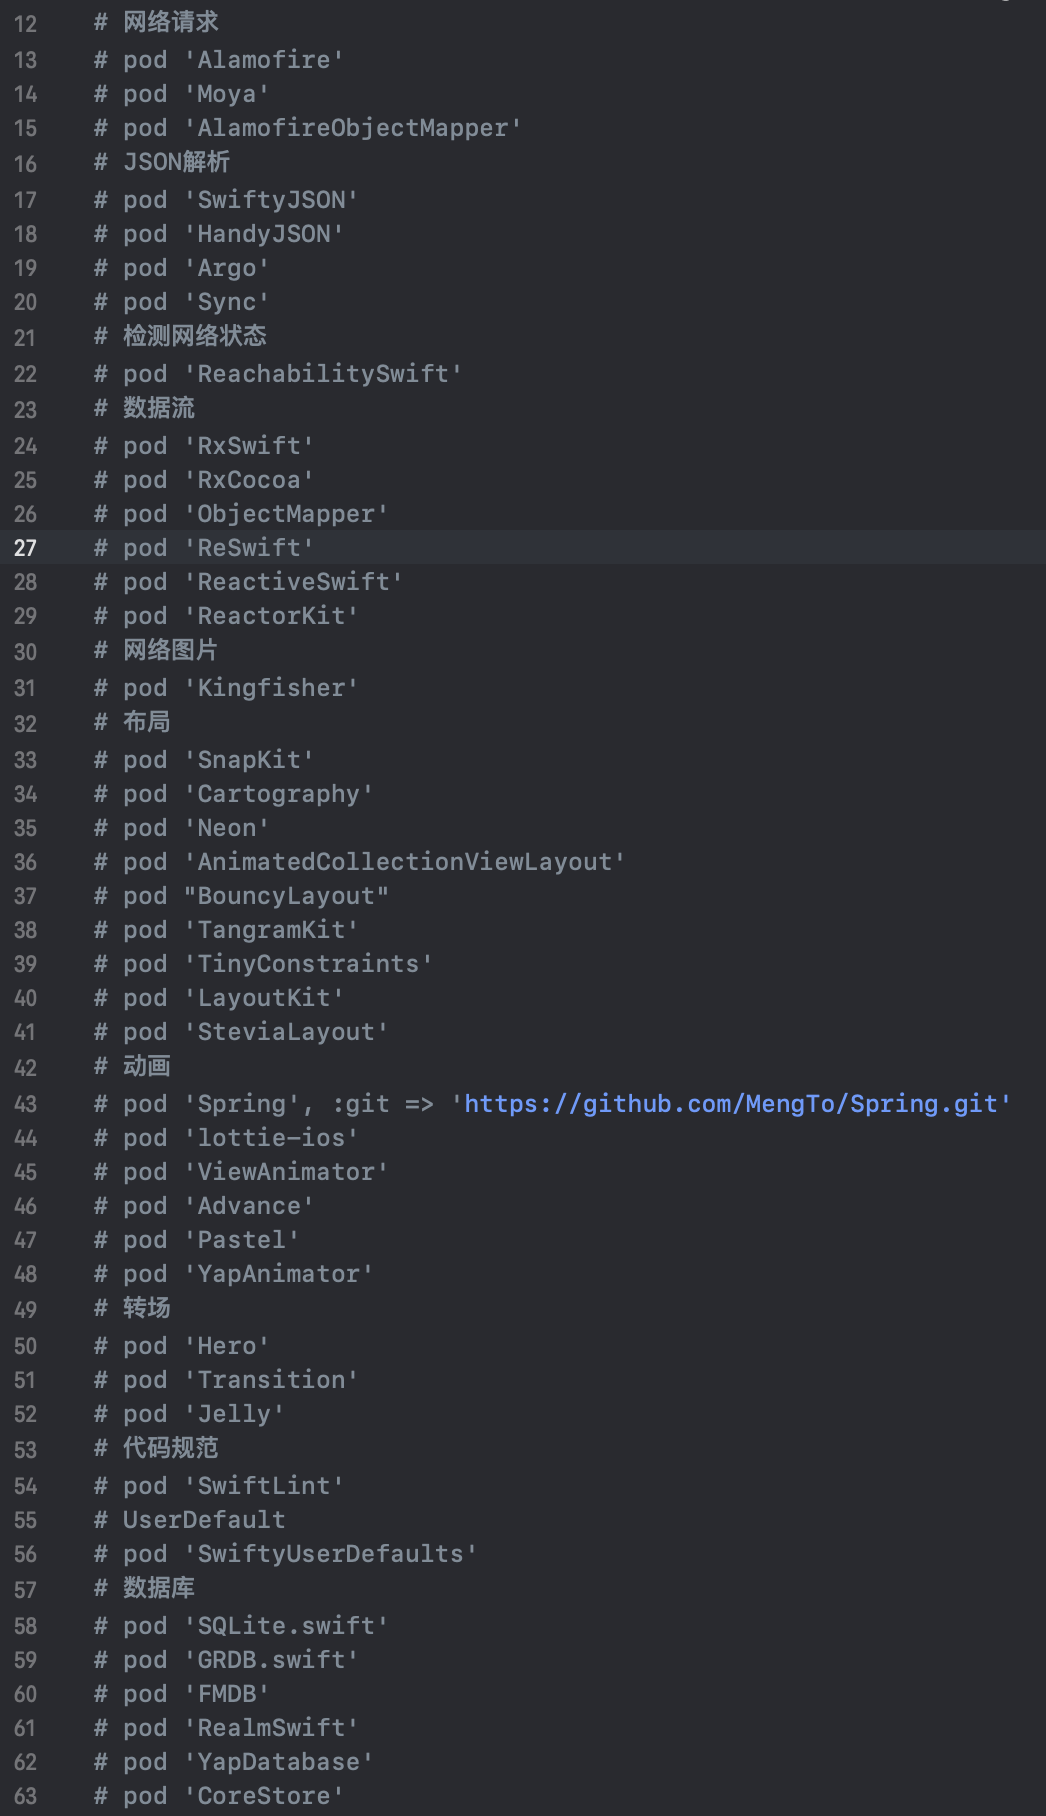 12 # 网络请求
13 # pod 'Alamofire'
14 # pod 'Moya'
15 # pod 'AlamofireObjectMapper'
16 # JSON解析
17 # pod 'SwiftyJSON'
18 # pod 'HandyJSON'
19 # pod 'Argo'
20 # pod 'Sync'
21 # 检测网络状态
22 # pod 'ReachabilitySwift'
23 # 数据流
24 # pod 'RxSwift'
25 # pod 'RxCocoa'
26 # pod 'ObjectMapper'
27 # pod 'ReSwift'
28 # pod 'ReactiveSwift'
29 # pod 'ReactorKit'
30 # 网络图片
31 # pod 'Kingfisher'
32 # 布局
33 # pod 'SnapKit'
34 # pod 'Cartography'
35 # pod 'Neon'
36 # pod 'AnimatedCollectionViewLayout'
37 # pod "BouncyLayout"
38 # pod 'TangramKit'
39 # pod 'TinyConstraints'
40 # pod 'LayoutKit'
41 # pod 'SteviaLayout'
42 # 动画
43 # pod 'Spring', :git => 'https://github.com/MengTo/Spring.git'
44 # pod 'lottie-ios'
45 # pod 'ViewAnimator'
46 # pod 'Advance'
47 # pod 'Pastel'
48 # pod 'YapAnimator'
49 # 转场
50 # pod 'Hero'
51 # pod 'Transition'
52 # pod 'Jelly'
53 # 代码规范
54 # pod 'SwiftLint'
55 # UserDefault
56 # pod 'SwiftyUserDefaults'
57 # 数据库
58 # pod 'SQLite.swift'
59 # pod 'GRDB.swift'
60 # pod 'FMDB'
61 # pod 'RealmSwift'
62 # pod 'YapDatabase'
63 # pod 'CoreStore'